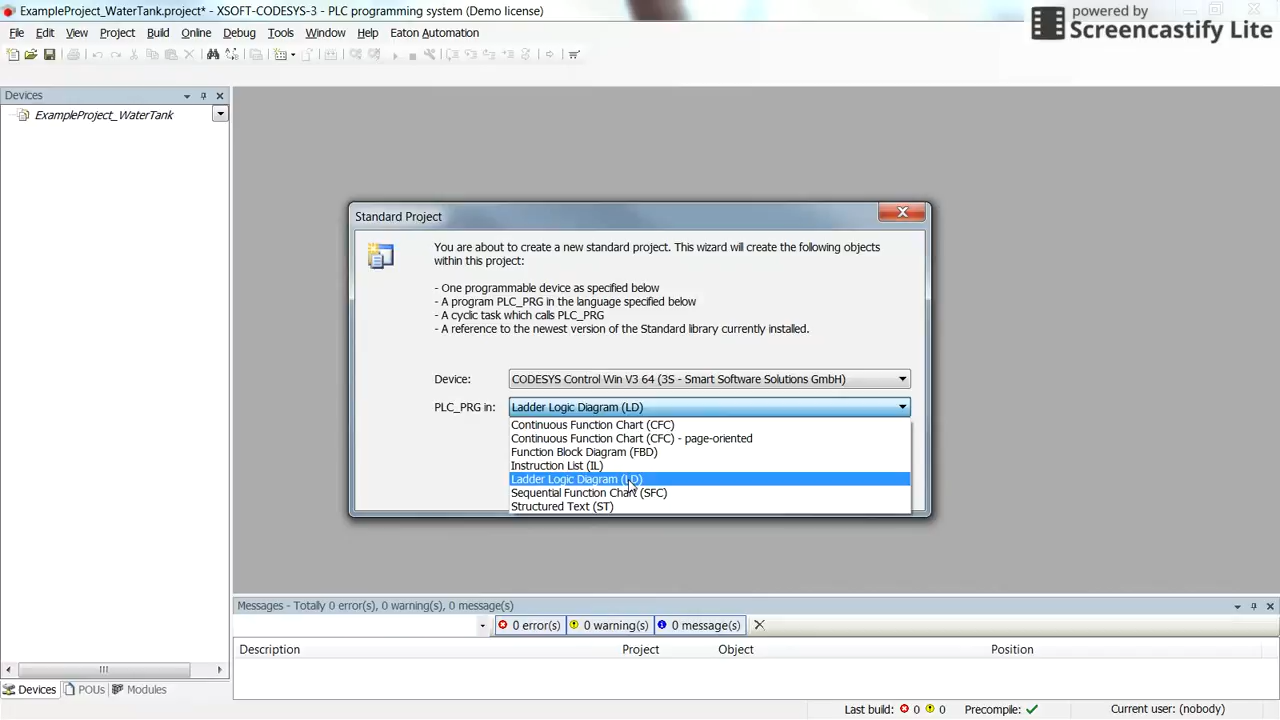 ExampleProject_WaterTank.project* - XSOFT-CODESYS-3 - PLC programming system (Demo license)
powered by
Screencastify Lite
File Edit View Project Build Online Debug Tools Window Help Eaton Automation
Devices
ExampleProject_WaterTank
Standard Project
You are about to create a new standard project. This wizard will create the following objects
within this project:
- One programmable device as specified below
- A program PLC_PRG in the language specified below
- A cyclic task which calls PLC_PRG
- A reference to the newest version of the Standard library currently installed.
Device: CODESYS Control Win V3 64 (3S - Smart Software Solutions GmbH)
PLC_PRG in: Ladder Logic Diagram (LD)
Continuous Function Chart (CFC)
Continuous Function Chart (CFC) - page-oriented
Function Block Diagram (FBD)
Instruction List (IL)
Ladder Logic Diagram (LD)
Sequential Function Chart (SFC)
Structured Text (ST)
Messages - Totally 0 error(s), 0 warning(s), 0 message(s)
0 error(s) 0 warning(s) 0 message(s)
Description Project Object Position
Devices POUs Modules
Last build: 0 0 Precompile: Current user: (nobody)